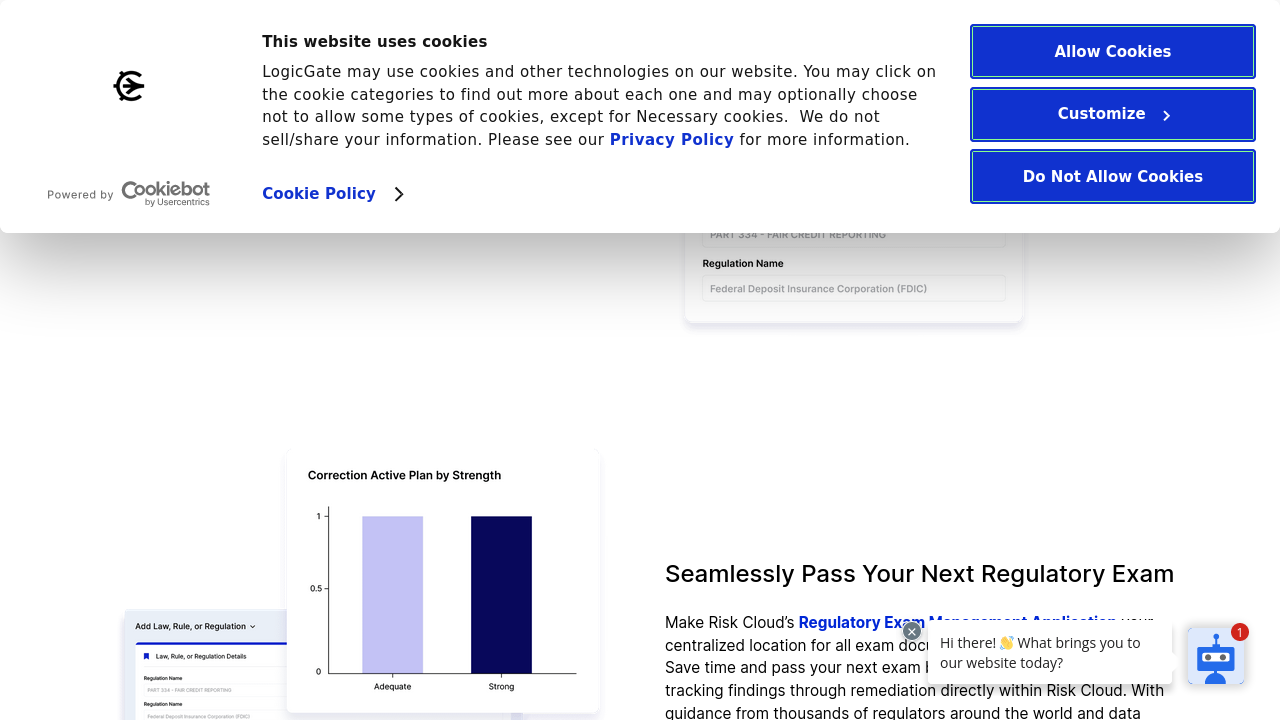 This website uses cookies
LogicGate may use cookies and other technologies on our website. You may click on
the cookie categories to find out more about each one and may optionally choose
not to allow some types of cookies, except for Necessary cookies.  We do not
sell/share your information. Please see our Privacy Policy for more information.
Cookie Policy
Powered by Cookiebot
by Usercentrics
Allow Cookies
Customize
Do Not Allow Cookies
PART 334 - FAIR CREDIT REPORTING
Regulation Name
Federal Deposit Insurance Corporation (FDIC)
Correction Active Plan by Strength
1
0.5
0
Adequate
Strong
Add Law, Rule, or Regulation
Law, Rule, or Regulation Details
Regulation Name
PART 334 - FAIR CREDIT REPORTING
Regulation Name
Federal Deposit Insurance Corporation (FDIC)
Seamlessly Pass Your Next Regulatory Exam
Make Risk Cloud’s Regulatory Exam Management Application your
centralized location for all exam
Save time and pass your next exam
tracking findings through remediation directly within Risk Cloud. With
guidance from thousands of regulators around the world and data
Hi there! 👋 What brings you to
our website today?
1